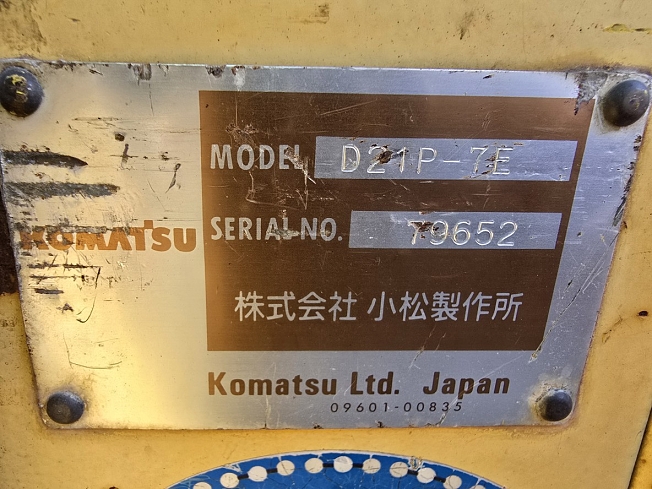 MODEL D21P-7E
KOMATSU
SERIAL NO. 79652
株式会社 小松製作所
Komatsu Ltd. Japan
09601-00835